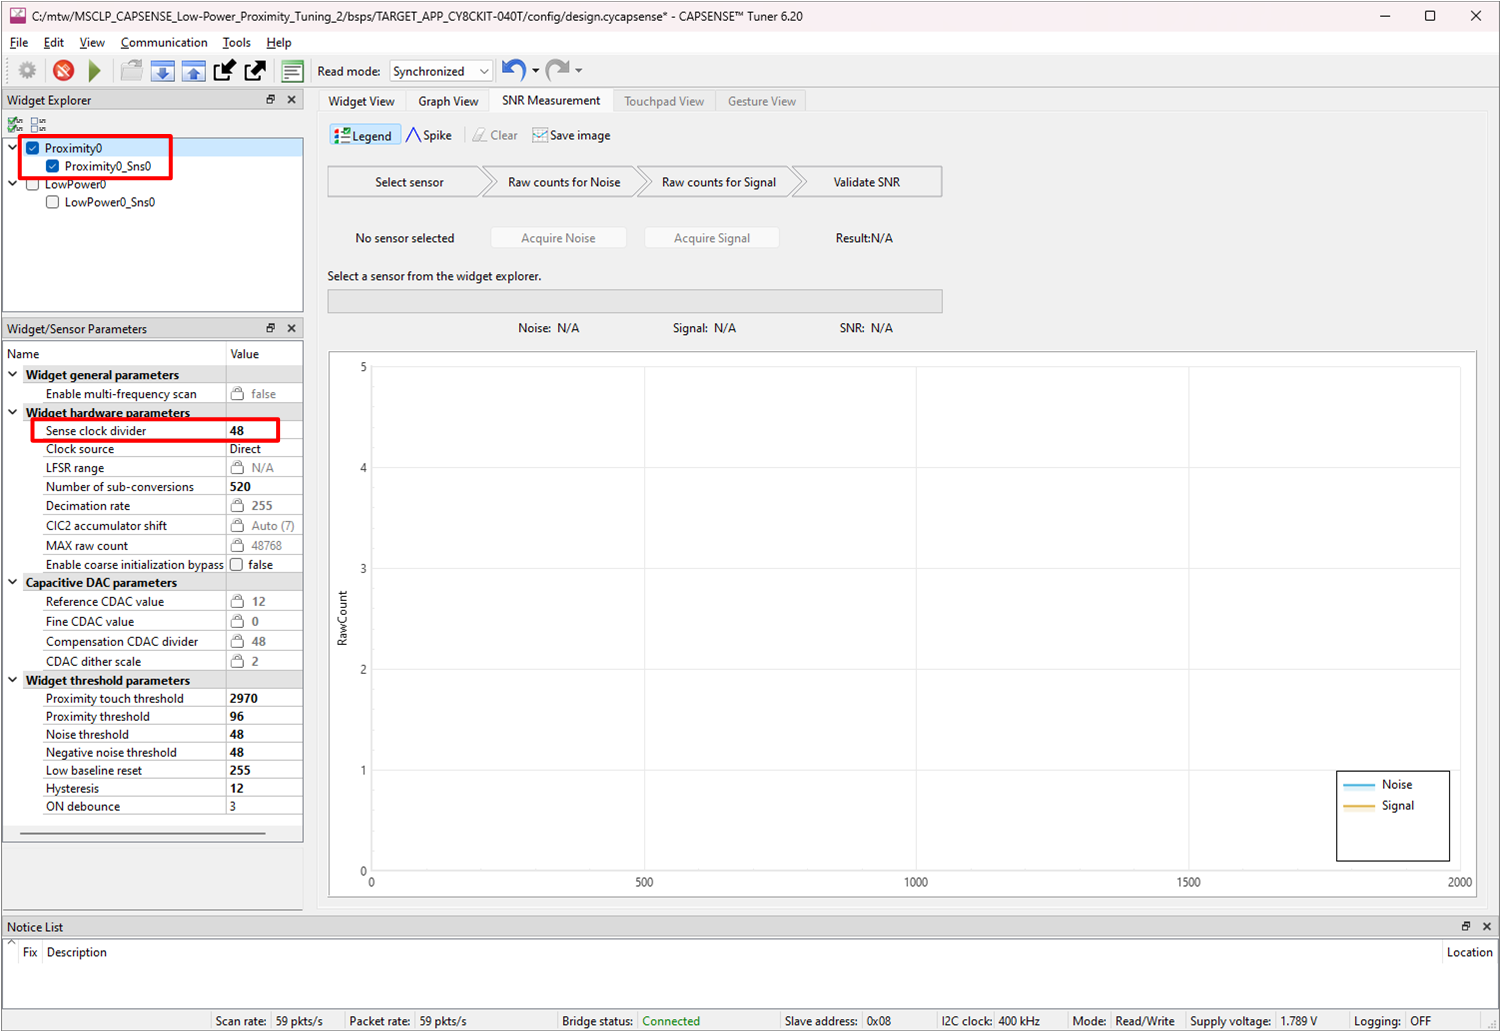 C:/mtw/MSCLP_CAPSENSE_Low-Power_Proximity_Tuning_2/bsps/TARGET_APP_CY8CKIT-040T/config/design.cycapsense* - CAPSENSE™ Tuner 6.20
File Edit View Communication Tools Help
Read mode: Synchronized
Widget Explorer
Proximity0
Proximity0_Sns0
LowPower0
LowPower0_Sns0
Widget/Sensor Parameters
Name Value
Widget general parameters
Enable multi-frequency scan false
Widget hardware parameters
Sense clock divider 48
Clock source Direct
LFSR range N/A
Number of sub-conversions 520
Decimation rate 255
CIC2 accumulator shift Auto (7)
MAX raw count 48768
Enable coarse initialization bypass false
Capacitive DAC parameters
Reference CDAC value 12
Fine CDAC value 0
Compensation CDAC divider 48
CDAC dither scale 2
Widget threshold parameters
Proximity touch threshold 2970
Proximity threshold 96
Noise threshold 48
Negative noise threshold 48
Low baseline reset 255
Hysteresis 12
ON debounce 3
Widget View Graph View SNR Measurement Touchpad View Gesture View
Legend Spike Clear Save image
Select sensor Raw counts for Noise Raw counts for Signal Validate SNR
No sensor selected Acquire Noise Acquire Signal Result:N/A
Select a sensor from the widget explorer.
Noise: N/A Signal: N/A SNR: N/A
5
4
3
2
1
0
RawCount
0 500 1000 1500 2000
Noise
Signal
Notice List
Fix Description Location
Scan rate: 59 pkts/s Packet rate: 59 pkts/s Bridge status: Connected Slave address: 0x08 I2C clock: 400 kHz Mode: Read/Write Supply voltage: 1.789 V Logging: OFF